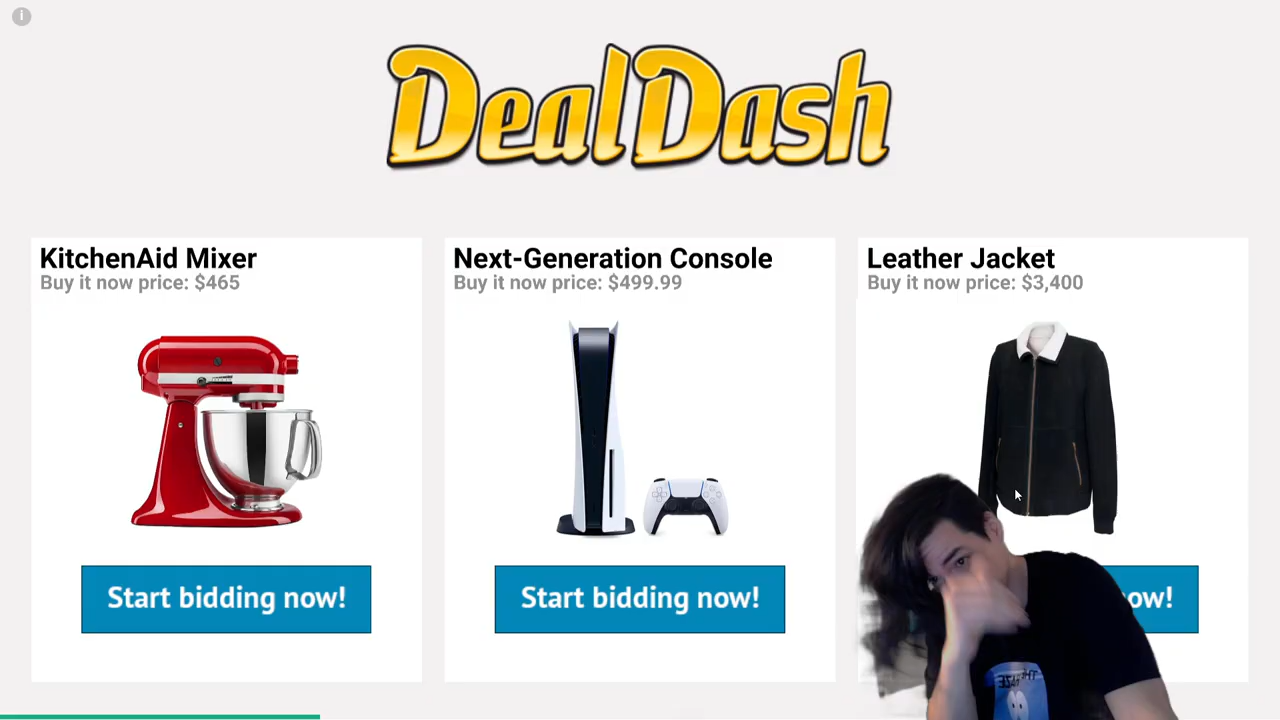 DealDash
KitchenAid Mixer
Buy it now price: $465
Next-Generation Console
Buy it now price: $499.99
Leather Jacket
Buy it now price: $3,400
Start bidding now!
Start bidding now!
ow!